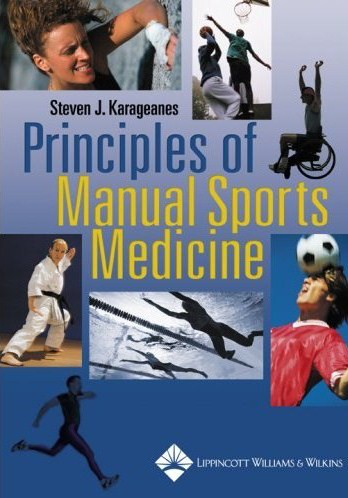 Steven J. Karageanes
Principles of
Manual Sports
Medicine
LIPPINCOTT WILLIAMS & WILKINS